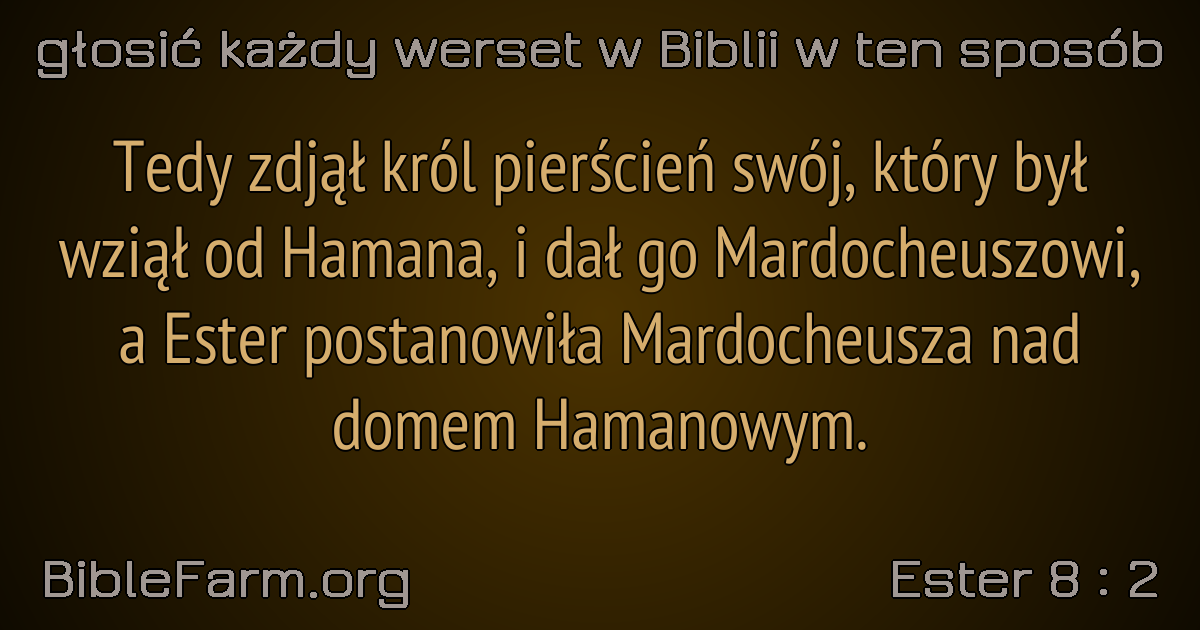 głosić każdy werset w Biblii w ten sposób
Tedy zdjął król pierścień swój, który był
wziął od Hamana, i dał go Mardocheuszowi,
a Ester postanowiła Mardocheusza nad
domem Hamanowym.
BibleFarm.org
Ester 8 : 2